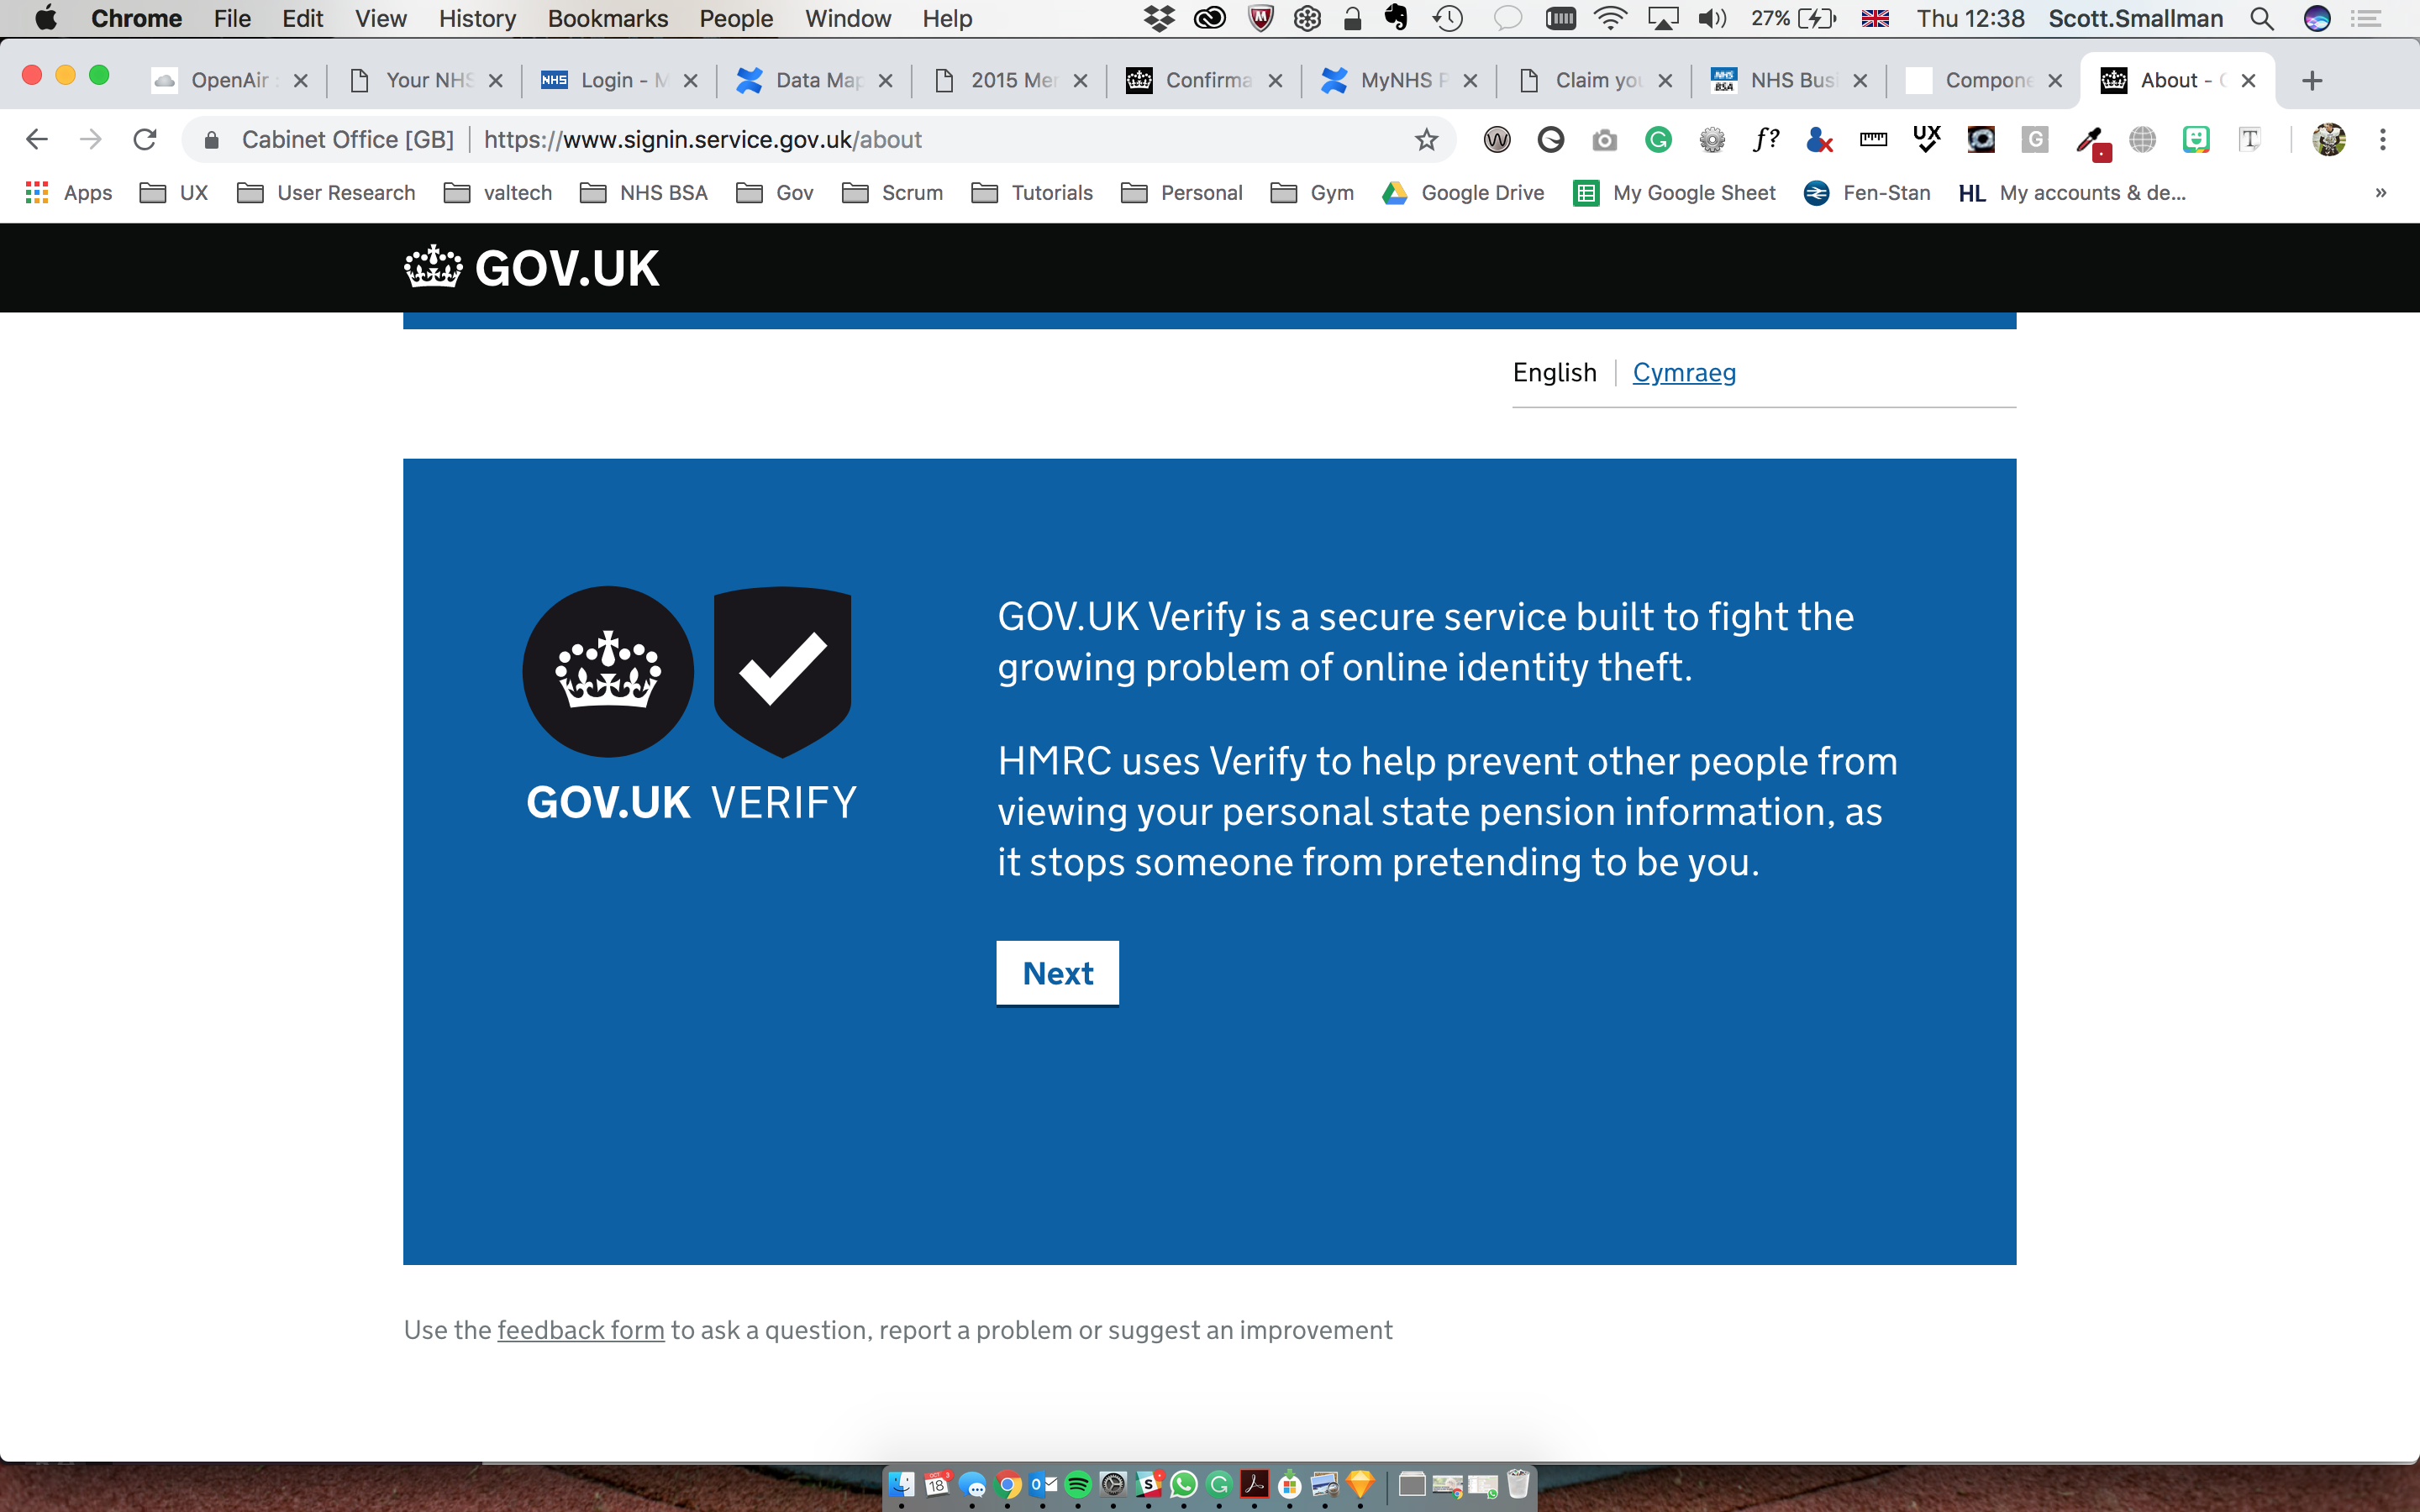 Chrome File Edit View History Bookmarks People Window Help 27% Thu 12:38 Scott.Smallman
OpenAir Your NHS Login - M Data Map 2015 Mer Confirma MyNHS P Claim you NHS Busi Compone About -
Cabinet Office [GB] https://www.signin.service.gov.uk/about
Apps UX User Research valtech NHS BSA Gov Scrum Tutorials Personal Gym Google Drive My Google Sheet Fen-Stan HL My accounts & de... »
GOV.UK
English Cymraeg
GOV.UK VERIFY
GOV.UK Verify is a secure service built to fight the
growing problem of online identity theft.
HMRC uses Verify to help prevent other people from
viewing your personal state pension information, as
it stops someone from pretending to be you.
Next
Use the feedback form to ask a question, report a problem or suggest an improvement